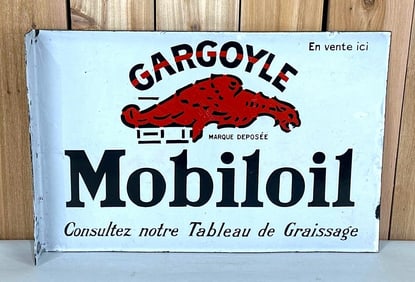 En vente ici
GARGOYLE
MARQUE DEPOSÉE
Mobiloil
Consultez notre Tableau de Graissage